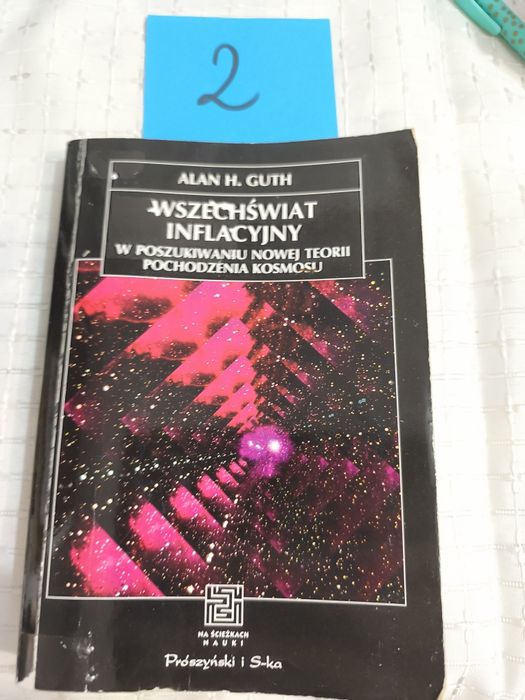 2
ALAN H. GUTH
WSZECHŚWIAT
INFLACYJNY
W POSZUKIWANIU NOWEJ TEORII
POCHODZENIA KOSMOSU
NA ŚCIEŻKACH
NAUKI
Prószyński i S-ka